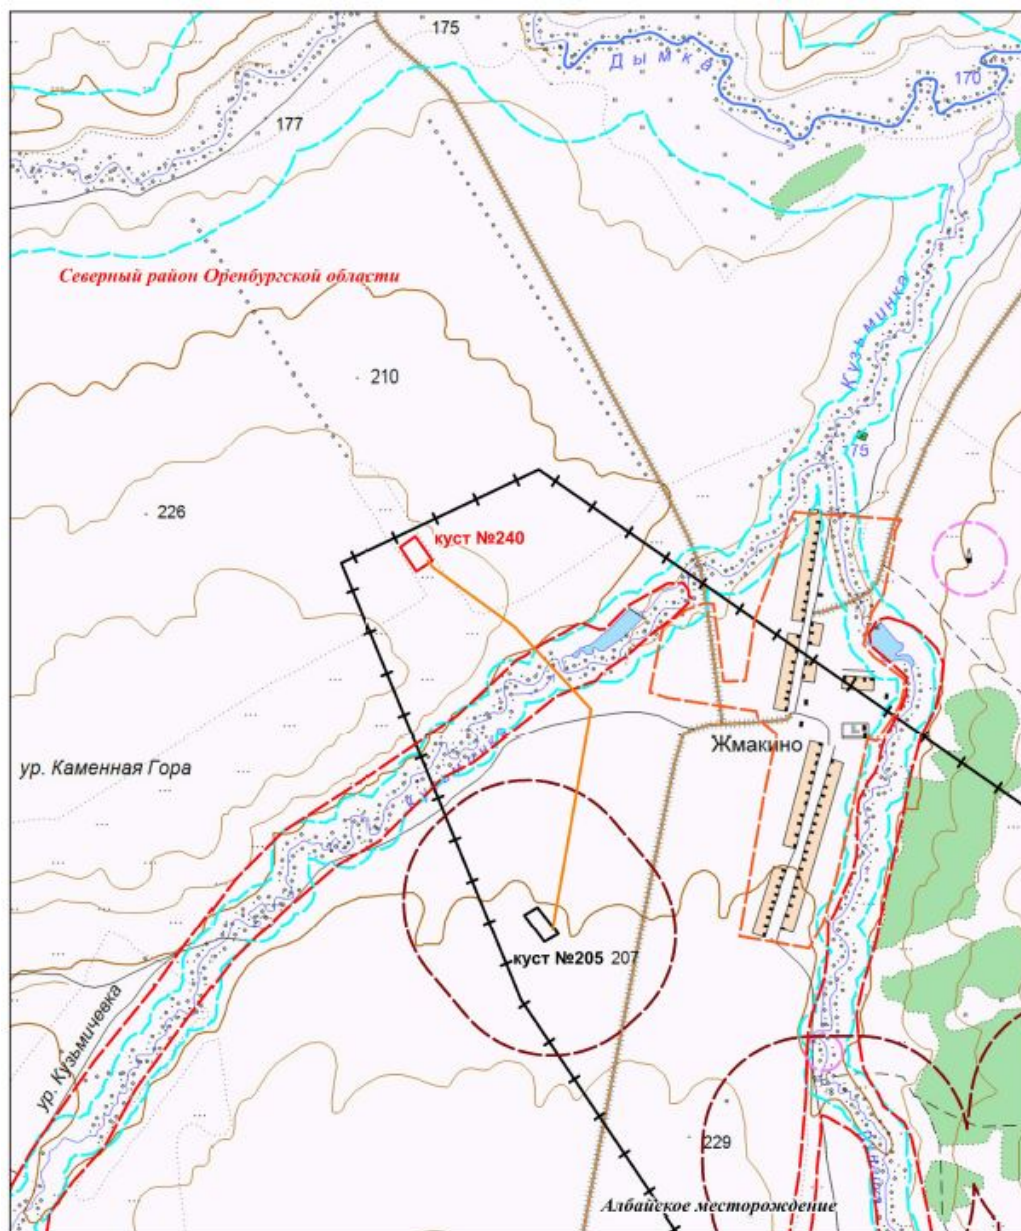 175
Дымка
170
177
Северный район Оренбургской области
Кузьминка
210
175
226
куст №240
Жмакино
ур. Каменная Гора
куст №205 207
ур. Кузьмичевка
229
Албайское месторождение